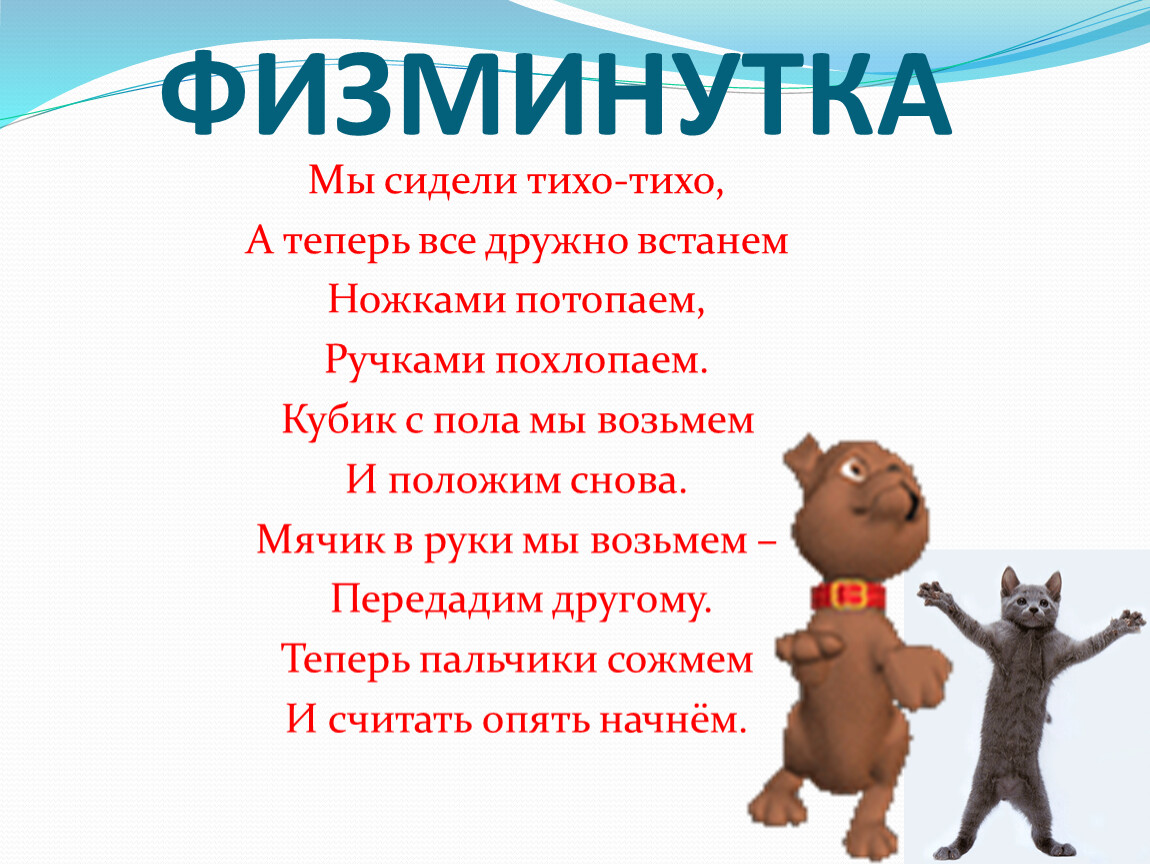 ФИЗМИНУТКА
Мы сидели тихо-тихо,
А теперь все дружно встанем
Ножками потопаем,
Ручками похлопаем.
Кубик с пола мы возьмем
И положим снова.
Мячик в руки мы возьмем –
Передадим другому.
Теперь пальчики сожмем
И считать опять начнём.